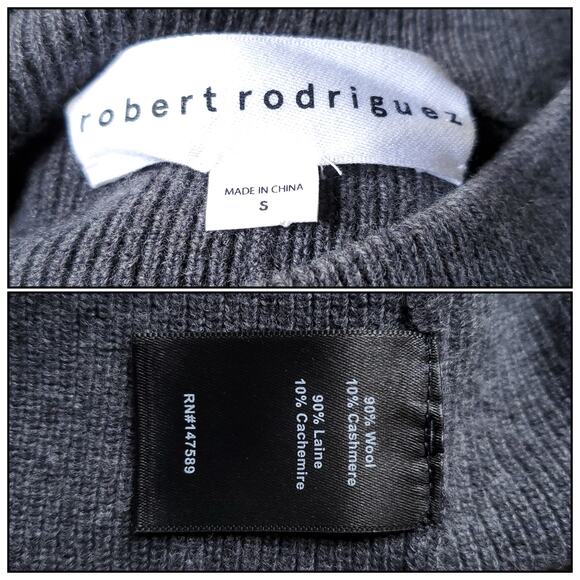 robert rodriguez
MADE IN CHINA
S
90% Wool
10% Cashmere
90% Laine
10% Cachemire
RN#147589